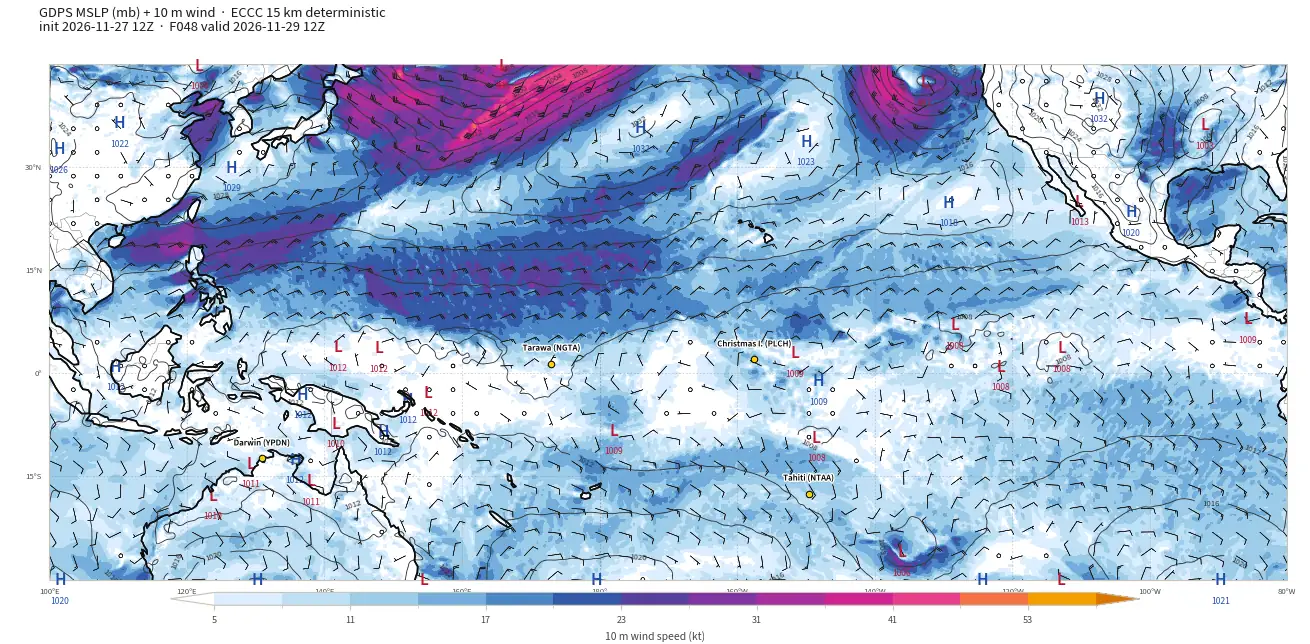 GDPS MSLP (mb) + 10 m wind · ECCC 15 km deterministic
init 2026-11-27 12Z · F048 valid 2026-11-29 12Z
L L
H 1022
H 1026
H 1029
H 1032
H 1023
H 1032
L
H 1018
L 1013
H 1020
30°N
15°N
0°
15°S
L 1012
L 1012
Tarawa (NGTA)
Christmas I. (PLCH)
L 1009
H 1009
L 1008
L 1008
L 1008
L 1009
H 1012
L 1012
H 1012
L 1010
H 1012
Darwin (YPDN)
L 1011
L 1011
L 1009
L 1008
Tahiti (NTAA)
1012
1016
1020
L
H 1020
H
L
H
H
L
H 1021
100°E 120°E 140°E 160°E 180° 160°W 140°W 120°W 100°W 80°W
5 11 17 23 31 41 53
10 m wind speed (kt)